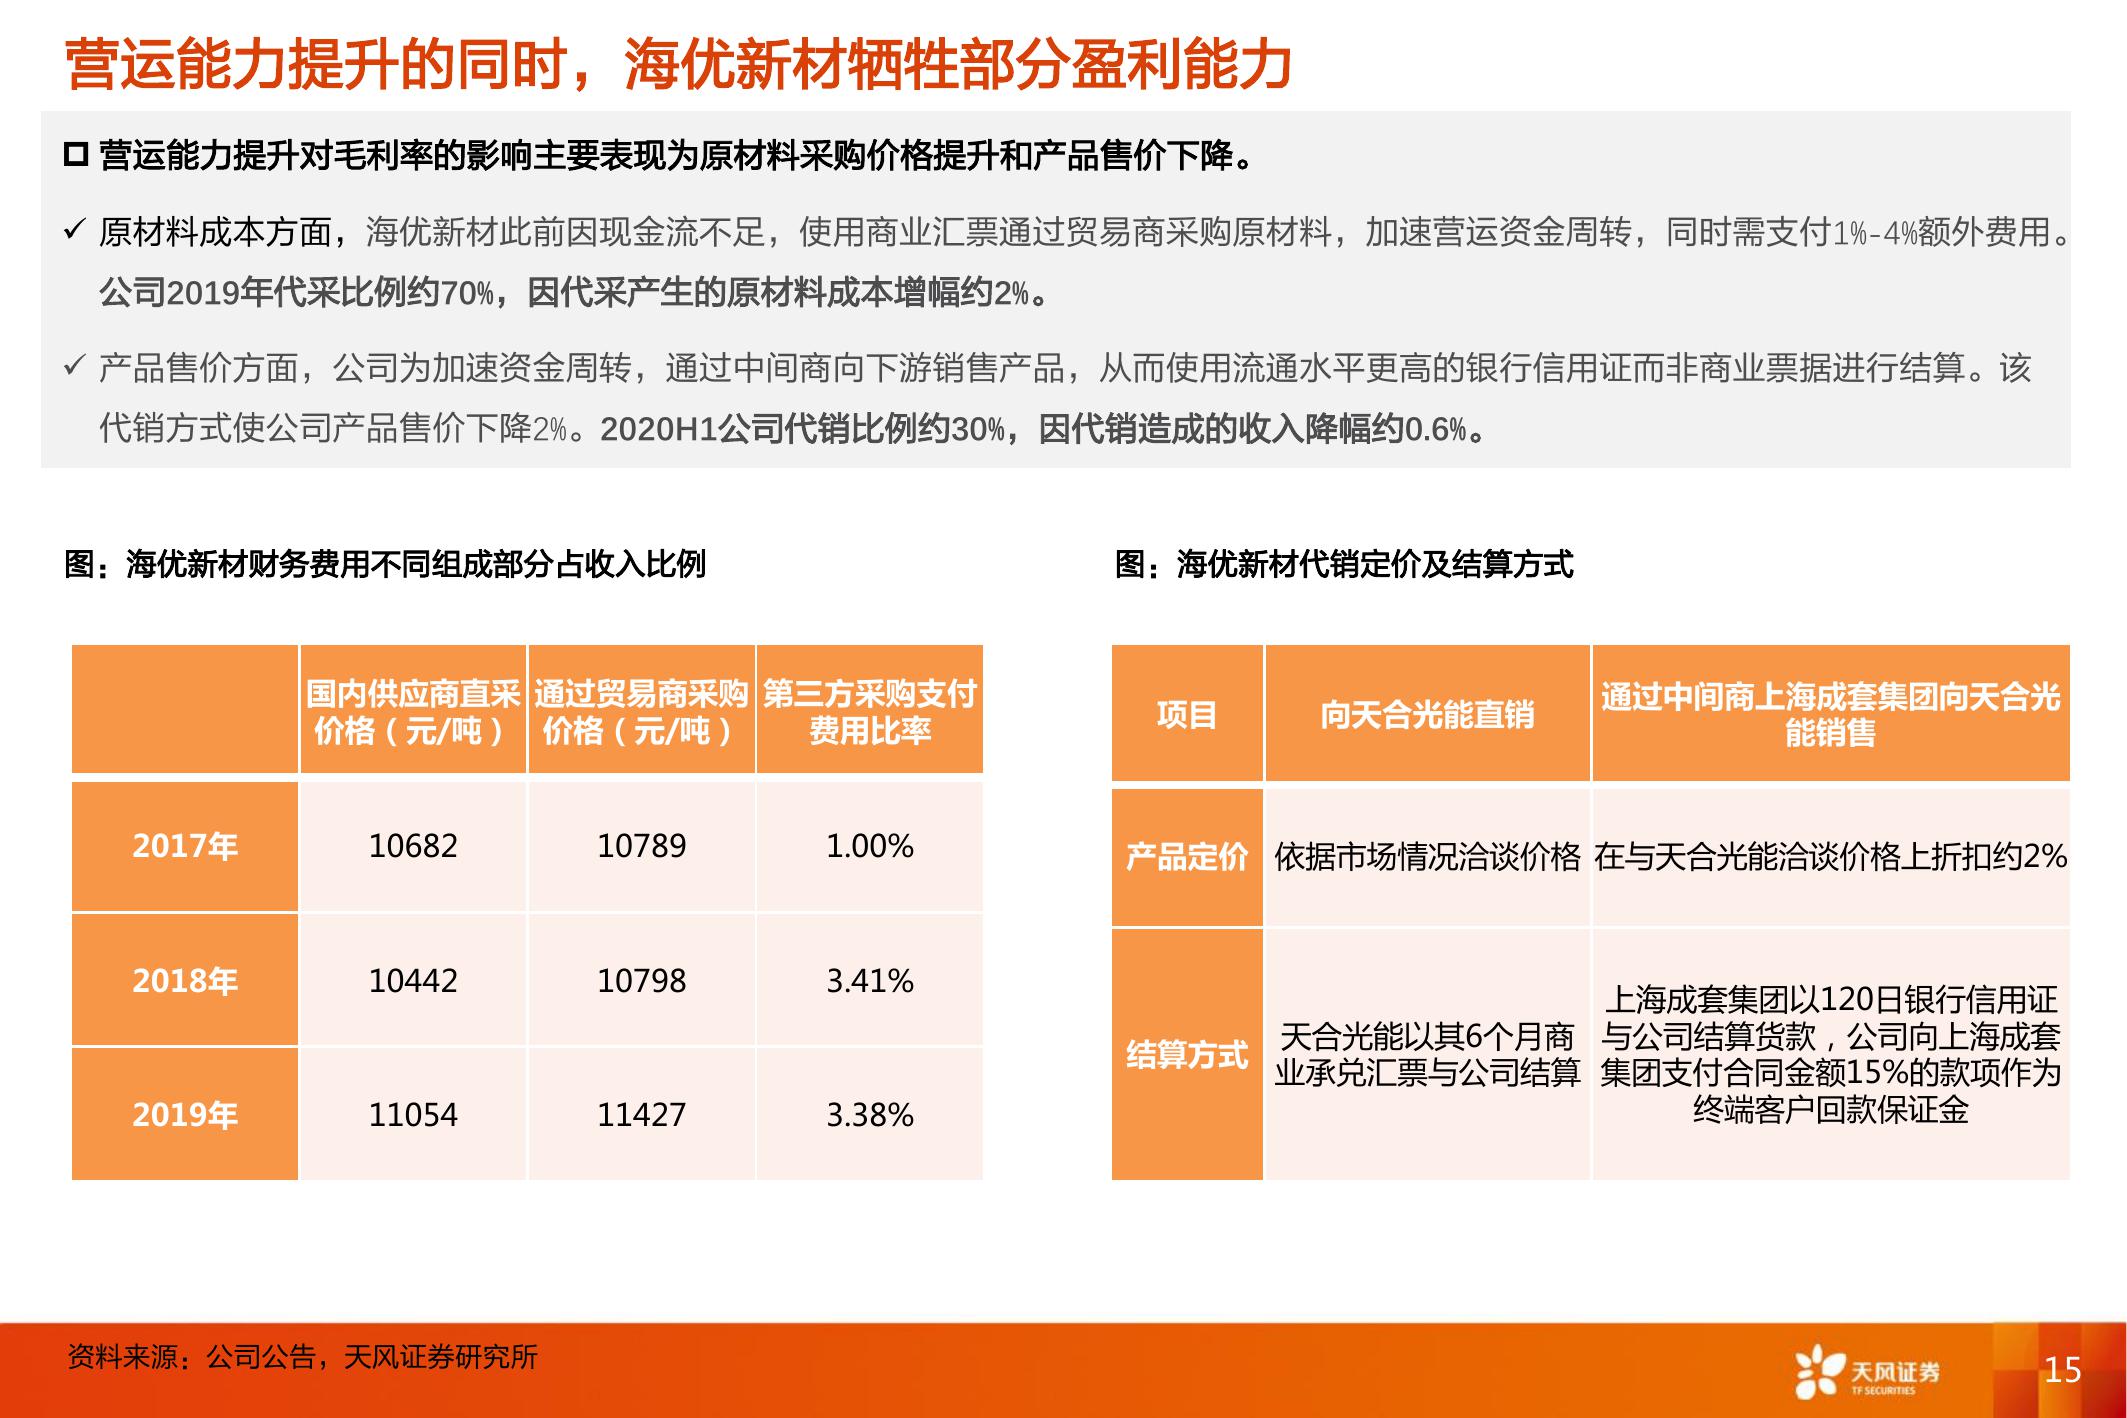 营运能力提升的同时，海优新材牺牲部分盈利能力
营运能力提升对毛利率的影响主要表现为原材料采购价格提升和产品售价下降。
✓ 原材料成本方面，海优新材此前因现金流不足，使用商业汇票通过贸易商采购原材料，加速营运资金周转，同时需支付1%-4%额外费用。
公司2019年代采比例约70%，因代采产生的原材料成本增幅约2%。
✓ 产品售价方面，公司为加速资金周转，通过中间商向下游销售产品，从而使用流通水平更高的银行信用证而非商业票据进行结算。该
代销方式使公司产品售价下降2%。2020H1公司代销比例约30%，因代销造成的收入降幅约0.6%。
图：海优新材财务费用不同组成部分占收入比例
国内供应商直采
价格（元/吨）
通过贸易商采购
价格（元/吨）
第三方采购支付
费用比率
2017年 10682 10789 1.00%
2018年 10442 10798 3.41%
2019年 11054 11427 3.38%
图：海优新材代销定价及结算方式
项目
向天合光能直销
通过中间商上海成套集团向天合光
能销售
产品定价 依据市场情况洽谈价格 在与天合光能洽谈价格上折扣约2%
结算方式
天合光能以其6个月商
业承兑汇票与公司结算
上海成套集团以120日银行信用证
与公司结算货款，公司向上海成套
集团支付合同金额15%的款项作为
终端客户回款保证金
资料来源：公司公告，天风证券研究所
天风证券
TF SECURITIES
15